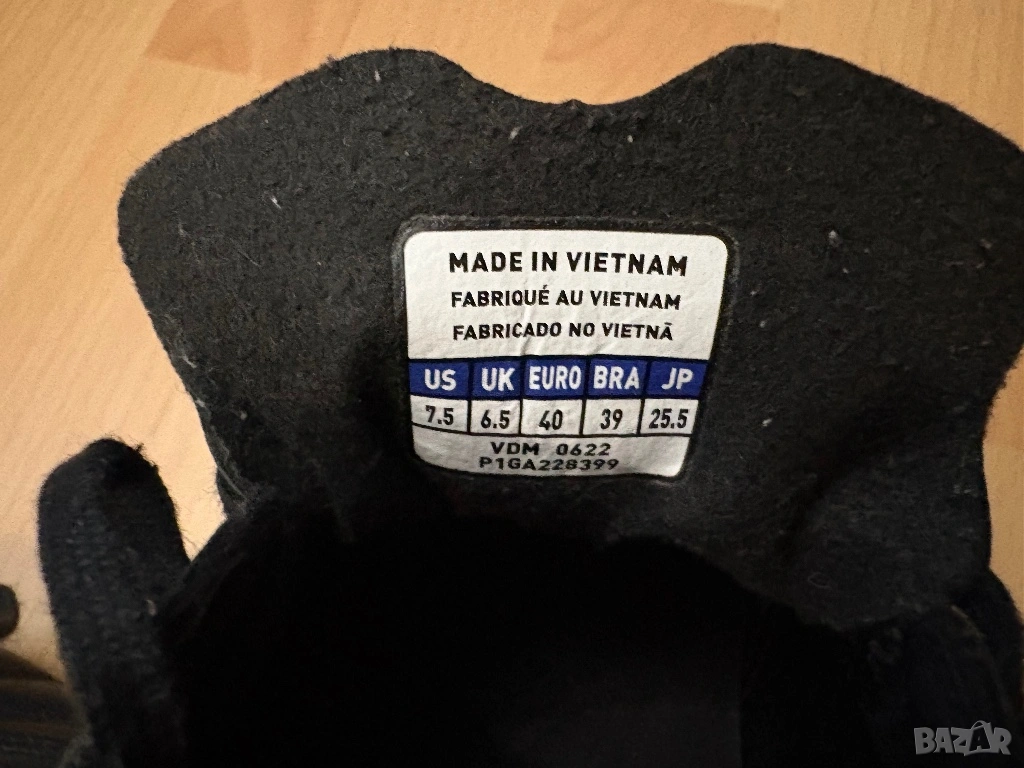 MADE IN VIETNAM
FABRIQUÉ AU VIETNAM
FABRICADO NO VIETNÃ
US UK EURO BRA JP
7.5 6.5 40 39 25.5
VDM 0622
P1GA228399
BAZAR